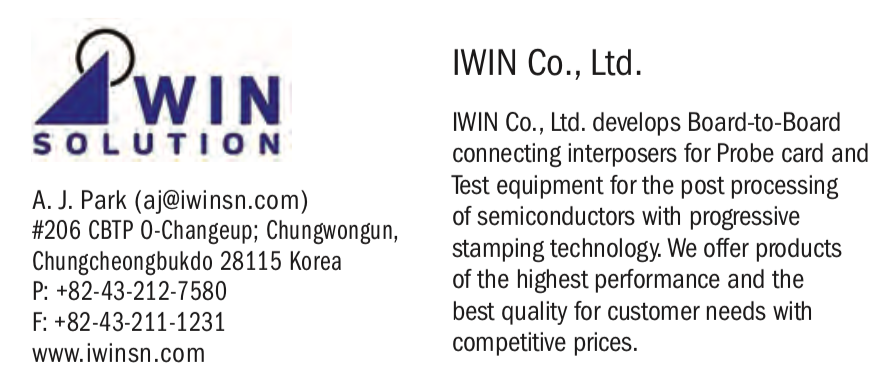 WIN
SOLUTION
A. J. Park (aj@iwinsn.com)
#206 CBTP O-Changeup; Chungwongun,
Chungcheongbukdo 28115 Korea
P: +82-43-212-7580
F: +82-43-211-1231
www.iwinsn.com
IWIN Co., Ltd.
IWIN Co., Ltd. develops Board-to-Board
connecting interposers for Probe card and
Test equipment for the post processing
of semiconductors with progressive
stamping technology. We offer products
of the highest performance and the
best quality for customer needs with
competitive prices.